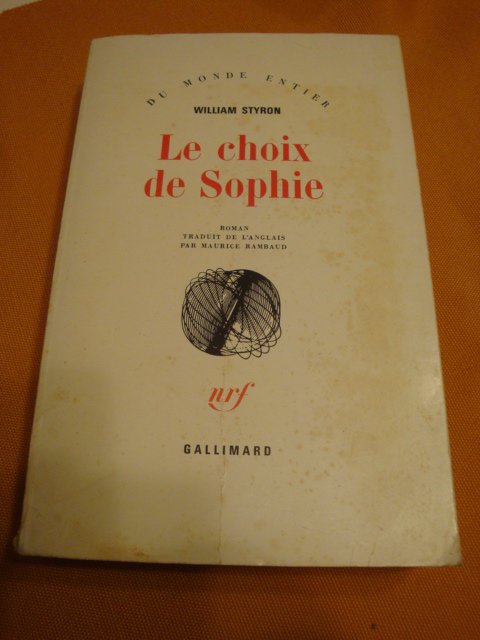 DU MONDE ENTIER
WILLIAM STYRON
Le choix
de Sophie
ROMAN
TRADUIT DE L'ANGLAIS
PAR MAURICE RAMBAUD
nrf
GALLIMARD